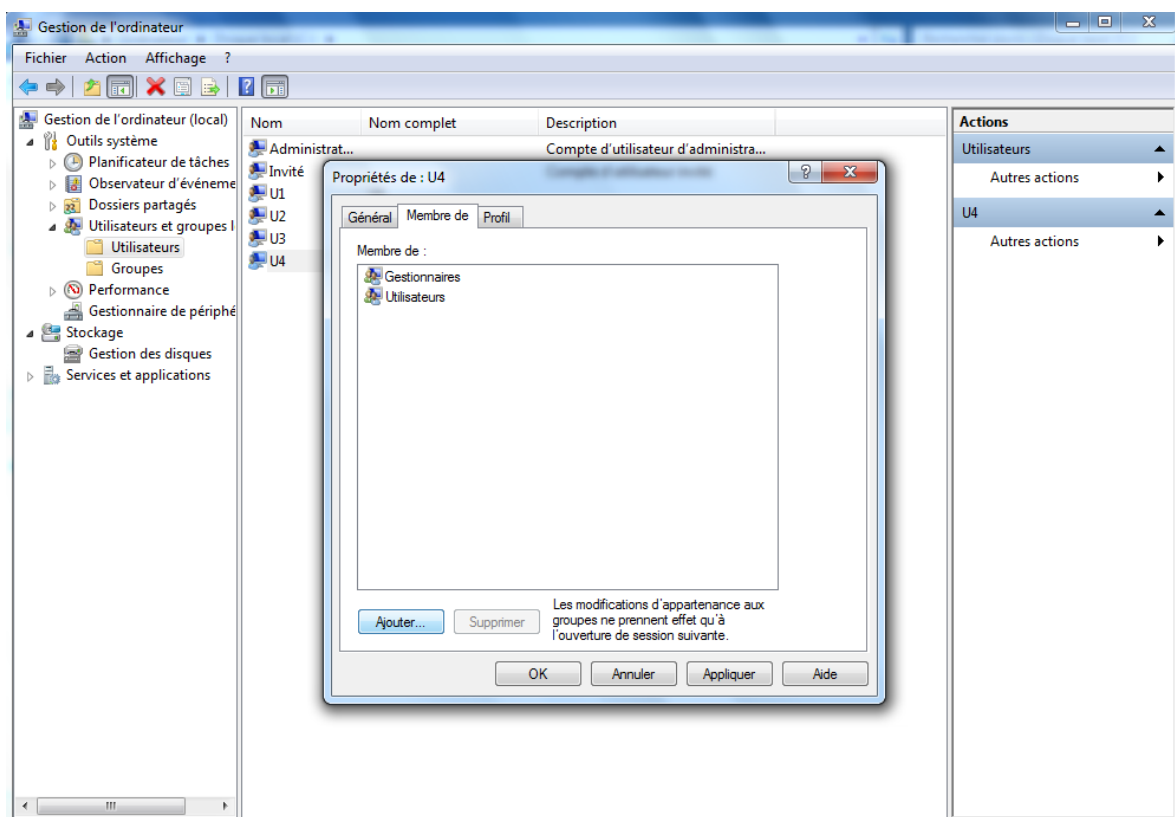 Gestion de l'ordinateur
Fichier Action Affichage ?
Gestion de l'ordinateur (local)
Outils système
Planificateur de tâches
Observateur d'événeme
Dossiers partagés
Utilisateurs et groupes l
Utilisateurs
Groupes
Performance
Gestionnaire de périphé
Stockage
Gestion des disques
Services et applications
Nom Nom complet Description
Administrat... Compte d'utilisateur d'administra...
Invité
U1
U2
U3
U4
Propriétés de : U4
Général Membre de Profil
Membre de :
Gestionnaires
Utilisateurs
Ajouter... Supprimer
Les modifications d'appartenance aux
groupes ne prennent effet qu'à
l'ouverture de session suivante.
OK Annuler Appliquer Aide
Actions
Utilisateurs
Autres actions
U4
Autres actions